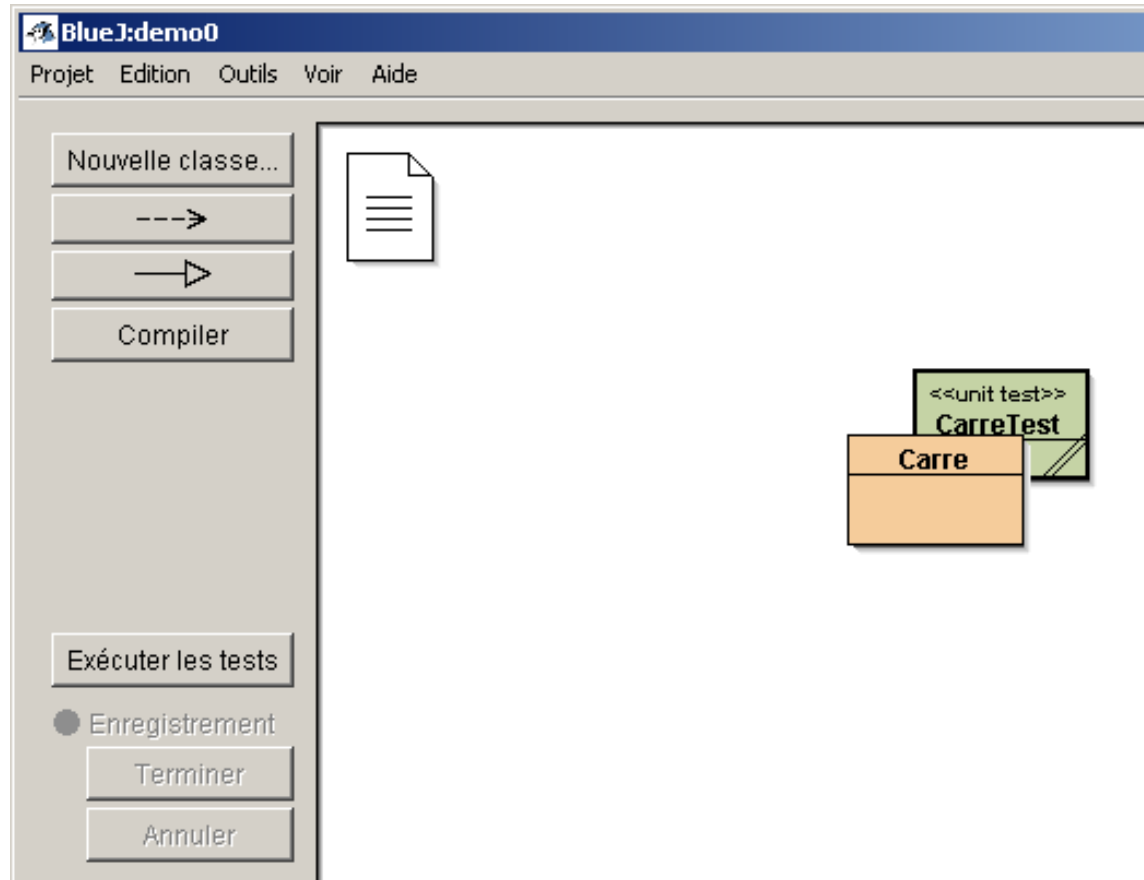 BlueJ:demo0
Projet Edition Outils Voir Aide
Nouvelle classe...
Compiler
<<unit test>>
CarreTest
Carre
Exécuter les tests
Enregistrement
Terminer
Annuler